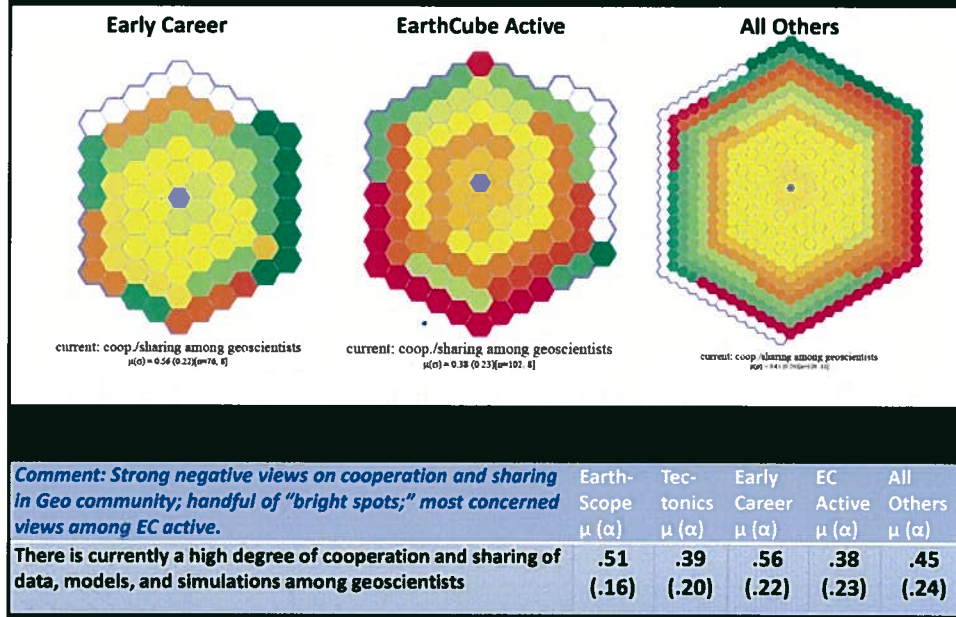 Early Career
EarthCube Active
All Others
current: coop./sharing among geoscientists
μ(σ) = 0.56 (0.22)[n=76, 8]
current: coop./sharing among geoscientists
μ(σ) = 0.38 (0.23)[n=102, 8]
current: coop./sharing among geoscientists
Comment: Strong negative views on cooperation and sharing
in Geo community; handful of “bright spots;” most concerned
views among EC active.
Earth-
Scope
μ (α)
Tec-
tonics
μ (α)
Early
Career
μ (α)
EC
Active
μ (α)
All
Others
μ (α)
There is currently a high degree of cooperation and sharing of
data, models, and simulations among geoscientists
.51 .39 .56 .38 .45
(.16) (.20) (.22) (.23) (.24)